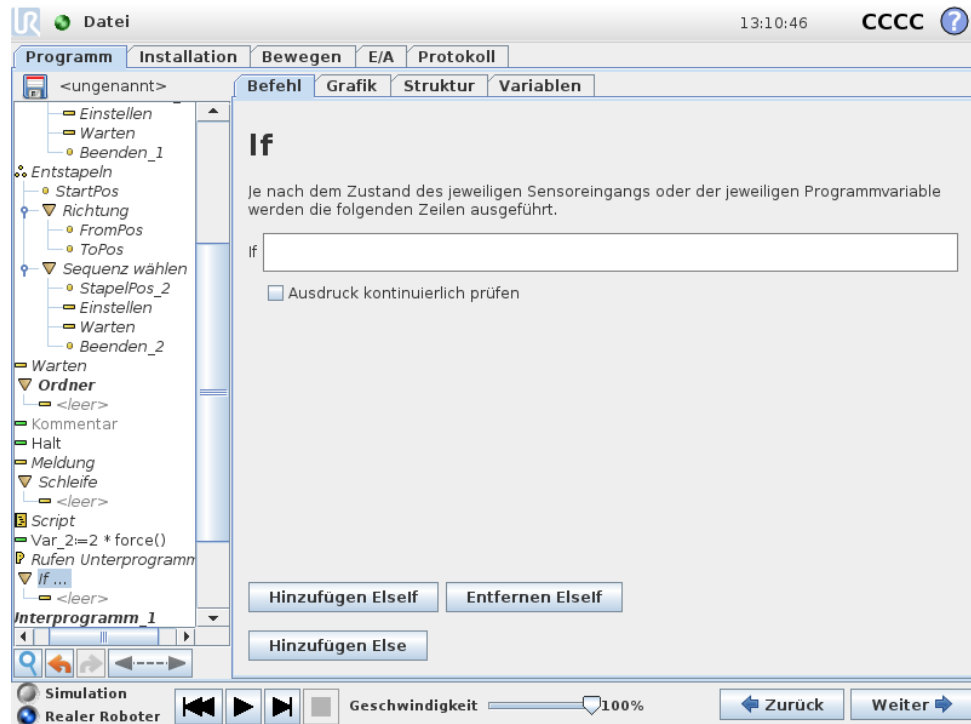 UR Datei 13:10:46 CCCC ?
Programm Installation Bewegen E/A Protokoll
<ungenannt> Befehl Grafik Struktur Variablen
Einstellen
Warten
Beenden_1
Entstapeln
StartPos
Richtung
FromPos
ToPos
Sequenz wählen
StapelPos_2
Einstellen
Warten
Beenden_2
Warten
Ordner
<leer>
Kommentar
Halt
Meldung
Schleife
<leer>
Script
Var_2:=2 * force()
Rufen Unterprogramm
If ...
<leer>
Interprogramm_1
If
Je nach dem Zustand des jeweiligen Sensoreingangs oder der jeweiligen Programmvariable
werden die folgenden Zeilen ausgeführt.
If
Ausdruck kontinuierlich prüfen
Hinzufügen ElseIf Entfernen ElseIf
Hinzufügen Else
Simulation
Realer Roboter
Geschwindigkeit 100% Zurück Weiter